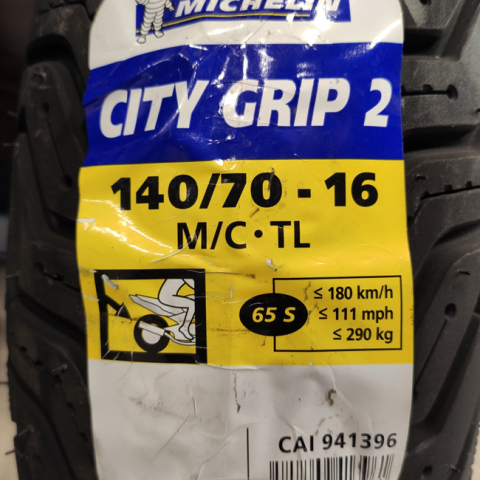 MICHELIN
CITY GRIP 2
140/70 - 16
M/C • TL
65 S
≤ 180 km/h
≤ 111 mph
≤ 290 kg
CAI 941396